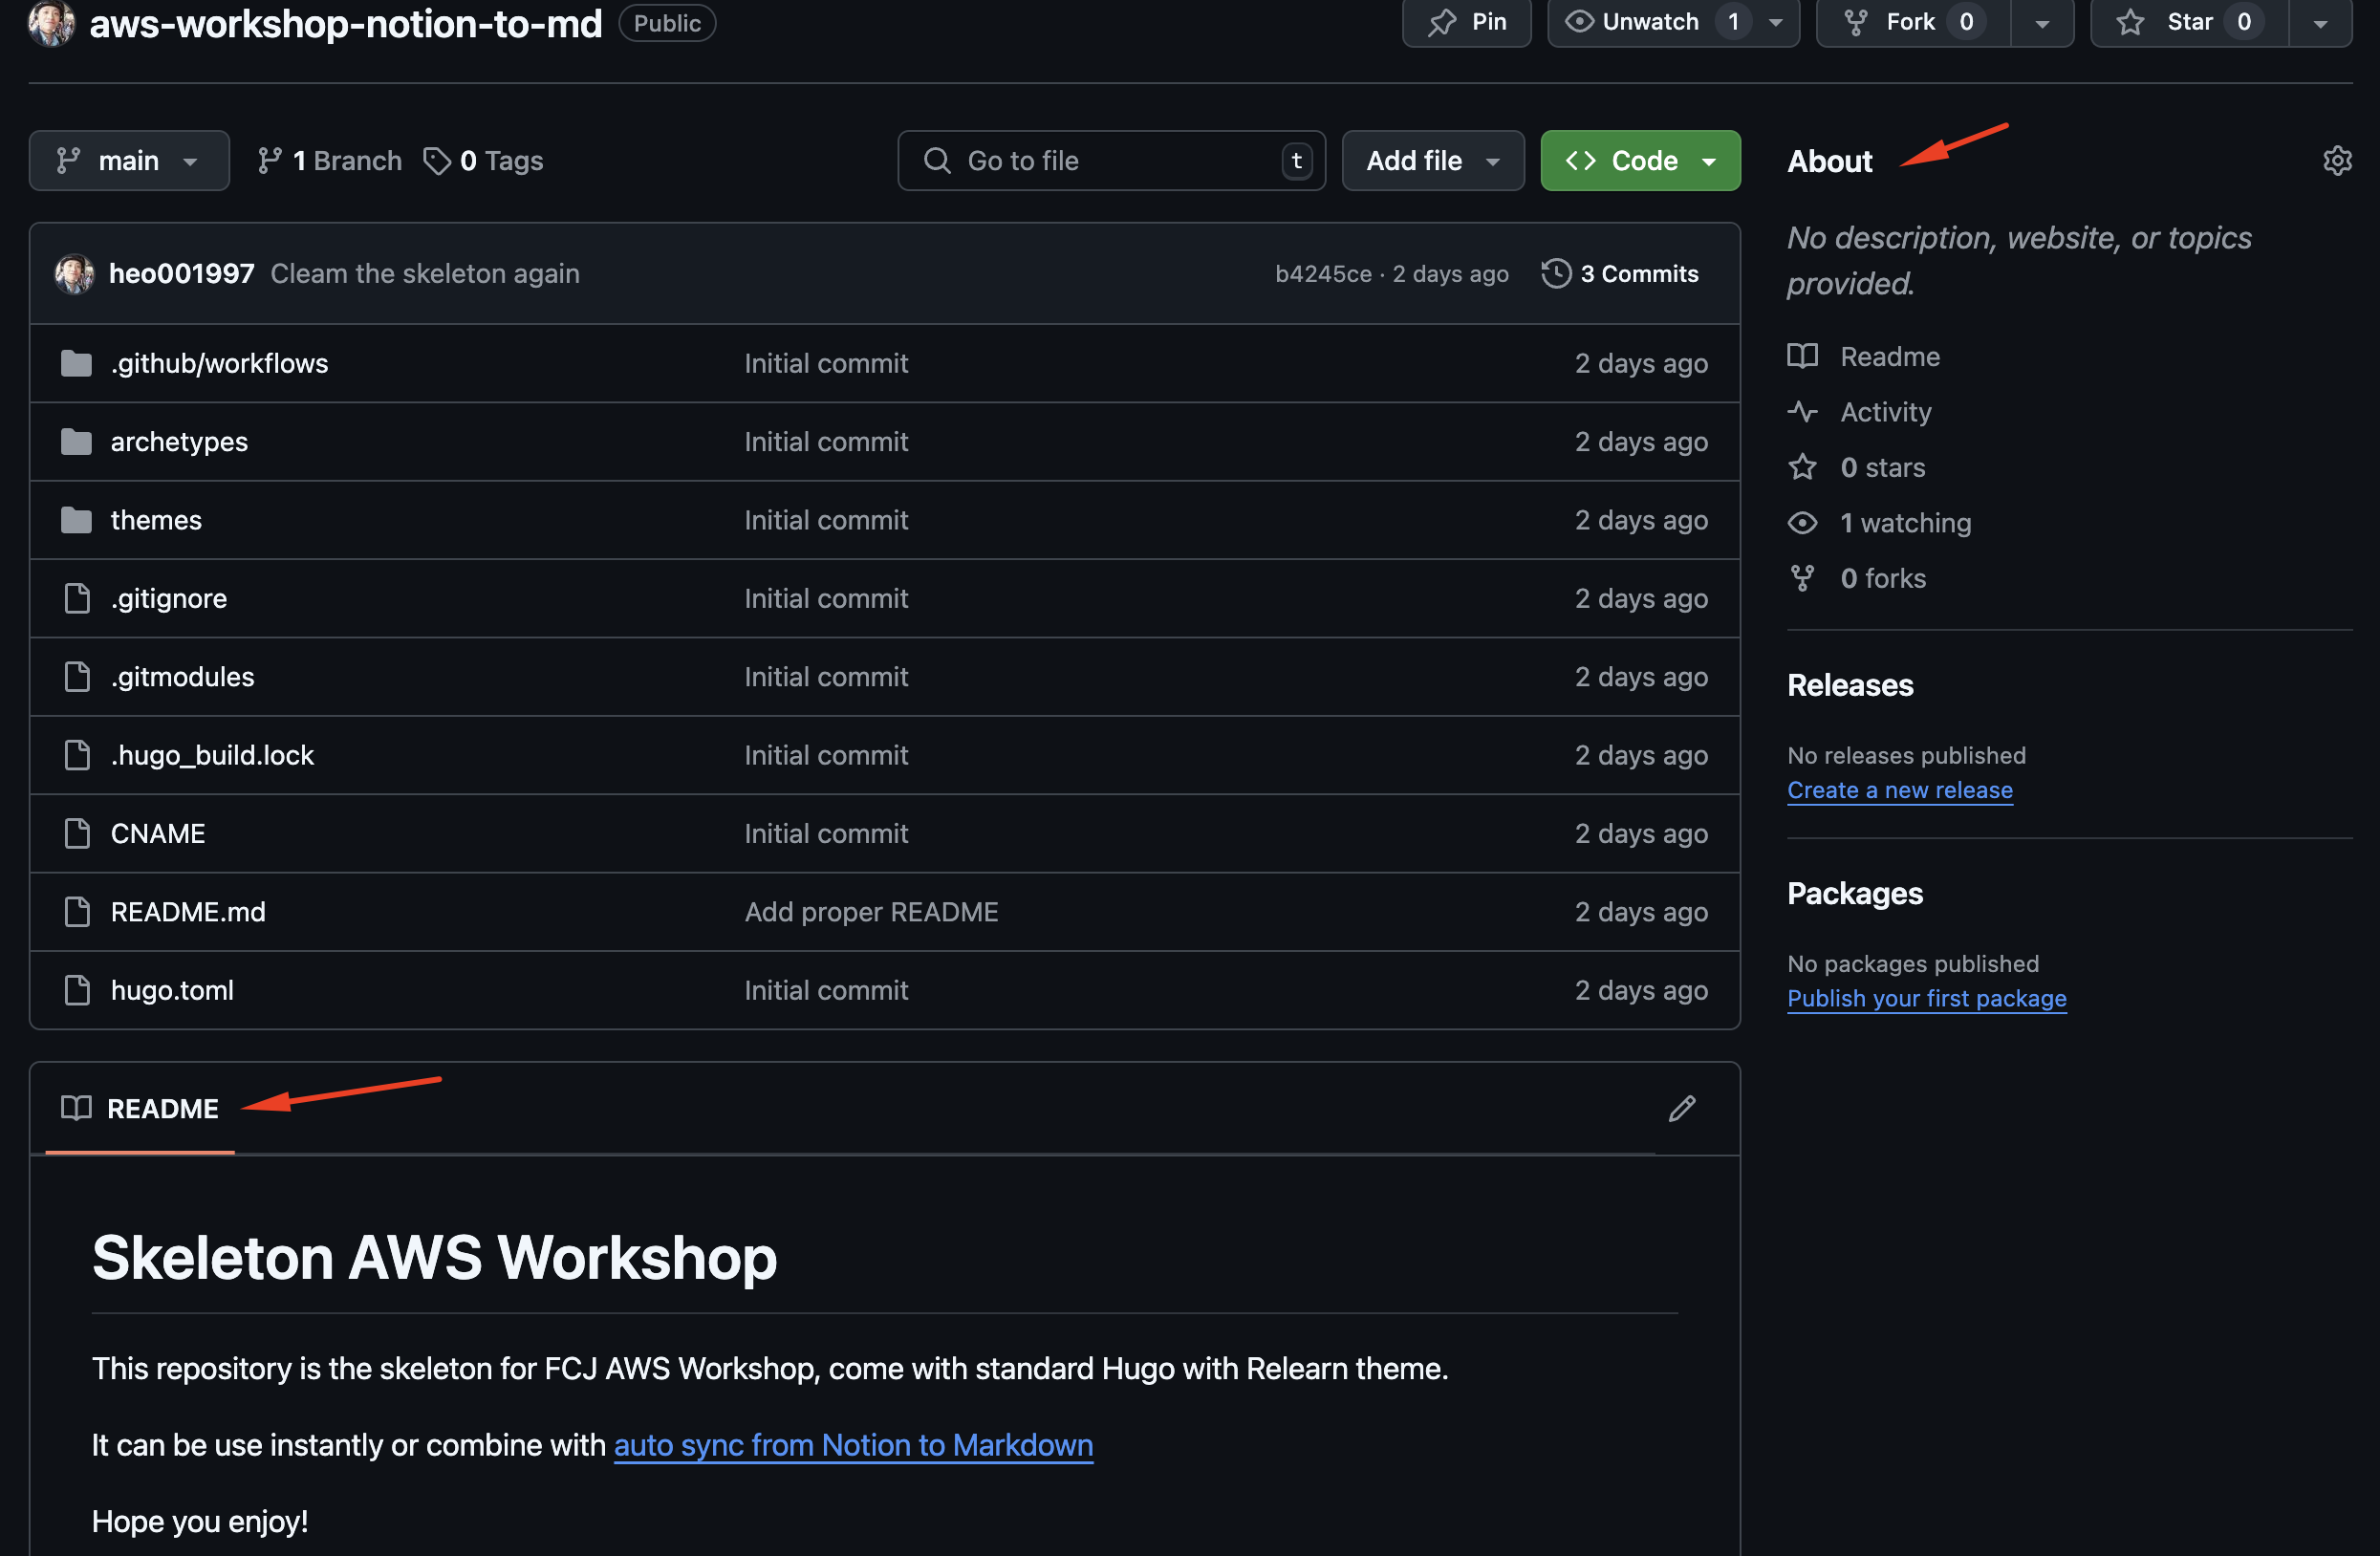 aws-workshop-notion-to-md Public
Pin
Unwatch 1
Fork 0
Star 0
main
1 Branch
0 Tags
Go to file t
Add file
Code
heo001997 Cleam the skeleton again b4245ce · 2 days ago 3 Commits
.github/workflows Initial commit 2 days ago
archetypes Initial commit 2 days ago
themes Initial commit 2 days ago
.gitignore Initial commit 2 days ago
.gitmodules Initial commit 2 days ago
.hugo_build.lock Initial commit 2 days ago
CNAME Initial commit 2 days ago
README.md Add proper README 2 days ago
hugo.toml Initial commit 2 days ago
README
Skeleton AWS Workshop
This repository is the skeleton for FCJ AWS Workshop, come with standard Hugo with Relearn theme.
It can be use instantly or combine with auto sync from Notion to Markdown
Hope you enjoy!
About
No description, website, or topics
provided.
Readme
Activity
0 stars
1 watching
0 forks
Releases
No releases published
Create a new release
Packages
No packages published
Publish your first package